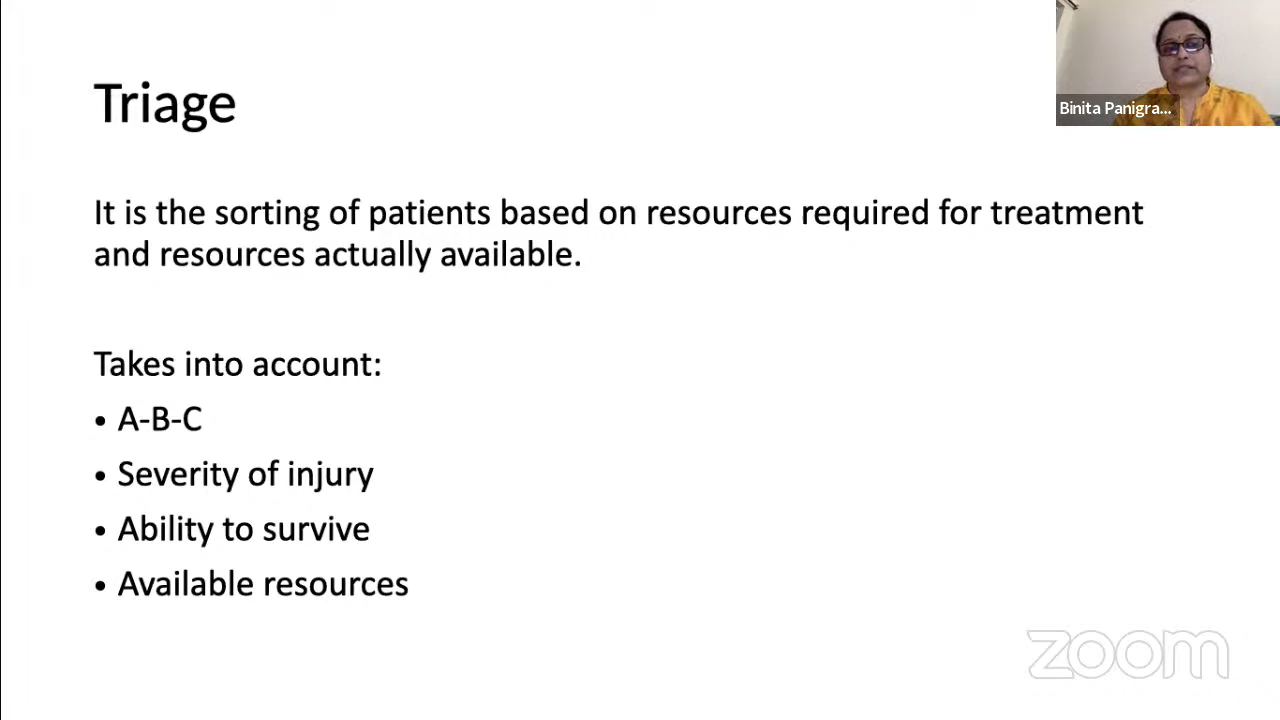 Triage
Binita Panigra...
It is the sorting of patients based on resources required for treatment
and resources actually available.
Takes into account:
• A-B-C
• Severity of injury
• Ability to survive
• Available resources
zoom